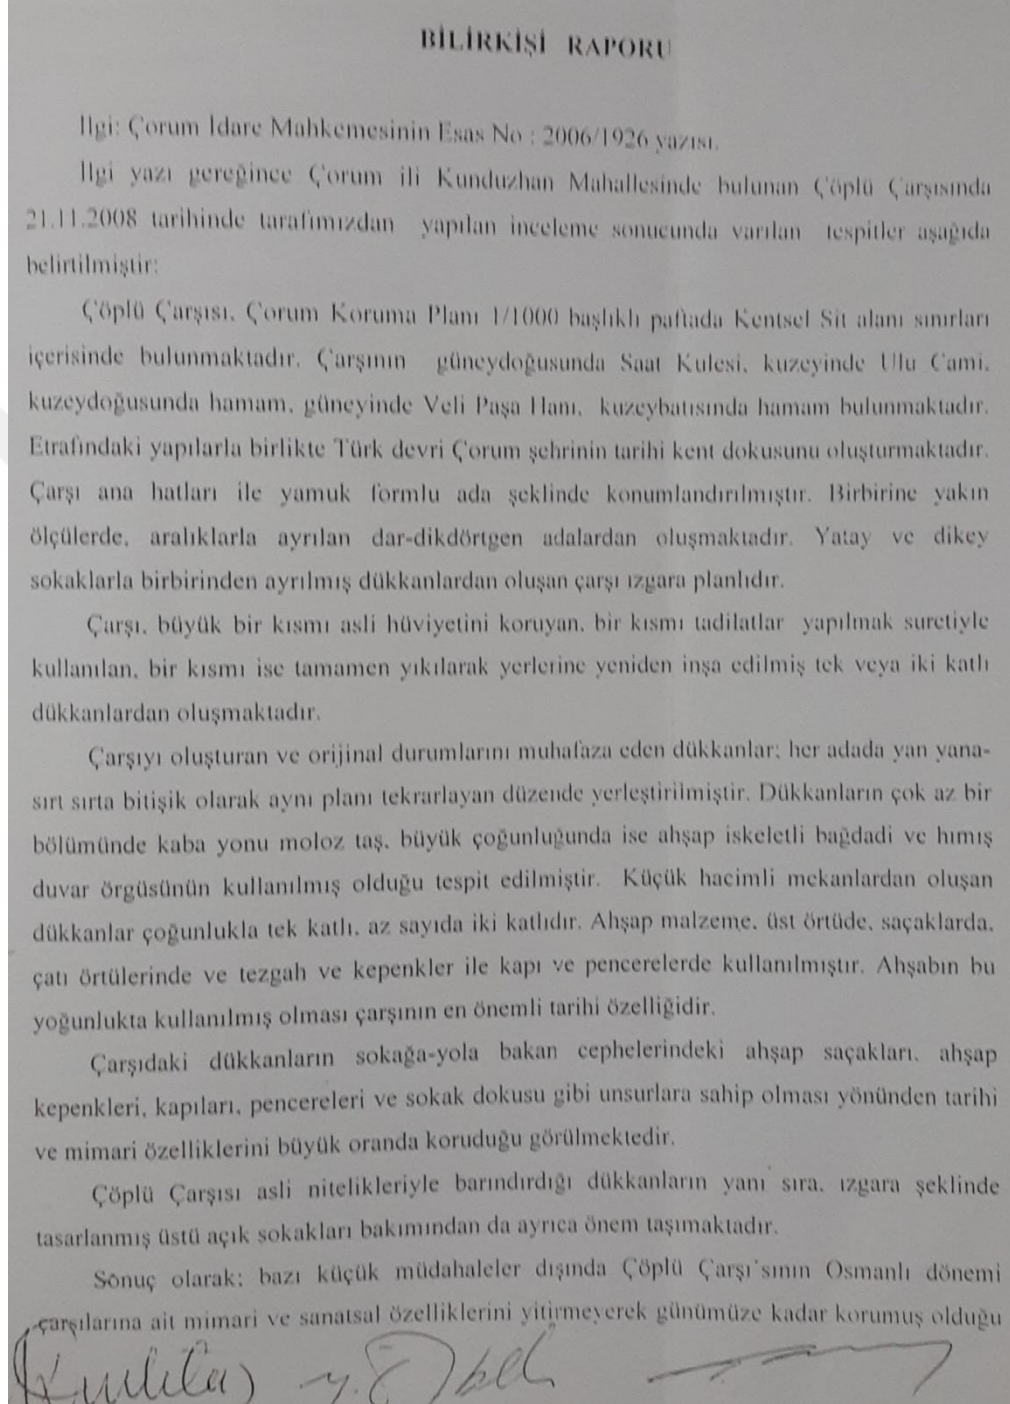 BİLİRKİŞİ RAPORU
İlgi: Çorum İdare Mahkemesinin Esas No : 2006/1926 yazısı.
İlgi yazı gereğince Çorum ili Kunduzhan Mahallesinde bulunan Çöplü Çarşısında
21.11.2008 tarihinde tarafımızdan yapılan inceleme sonucunda varılan tespitler aşağıda
belirtilmiştir:
Çöplü Çarşısı, Çorum Koruma Planı 1/1000 başlıklı paftada Kentsel Sit alanı sınırları
içerisinde bulunmaktadır. Çarşının güneydoğusunda Saat Kulesi, kuzeyinde Ulu Cami,
kuzeydoğusunda hamam, güneyinde Veli Paşa Hanı, kuzeybatısında hamam bulunmaktadır.
Etrafındaki yapılarla birlikte Türk devri Çorum şehrinin tarihi kent dokusunu oluşturmaktadır.
Çarşı ana hatları ile yamuk formlu ada şeklinde konumlandırılmıştır. Birbirine yakın
ölçülerde, aralıklarla ayrılan dar-dikdörtgen adalardan oluşmaktadır. Yatay ve dikey
sokaklarla birbirinden ayrılmış dükkanlardan oluşan çarşı ızgara planlıdır.
Çarşı, büyük bir kısmı asli hüviyetini koruyan, bir kısmı tadilatlar yapılmak suretiyle
kullanılan, bir kısmı ise tamamen yıkılarak yerlerine yeniden inşa edilmiş tek veya iki katlı
dükkanlardan oluşmaktadır.
Çarşıyı oluşturan ve orijinal durumlarını muhafaza eden dükkanlar; her adada yan yana-
sırt sırta bitişik olarak aynı planı tekrarlayan düzende yerleştirilmiştir. Dükkanların çok az bir
bölümünde kaba yonu moloz taş, büyük çoğunluğunda ise ahşap iskeletli bağdadi ve hımış
duvar örgüsünün kullanılmış olduğu tespit edilmiştir. Küçük hacimli mekanlardan oluşan
dükkanlar çoğunlukla tek katlı, az sayıda iki katlıdır. Ahşap malzeme, üst örtüde, saçaklarda,
çatı örtülerinde ve tezgah ve kepenkler ile kapı ve pencerelerde kullanılmıştır. Ahşabın bu
yoğunlukta kullanılmış olması çarşının en önemli tarihi özelliğidir.
Çarşıdaki dükkanların sokağa-yola bakan cephelerindeki ahşap saçakları, ahşap
kepenkleri, kapıları, pencereleri ve sokak dokusu gibi unsurlara sahip olması yönünden tarihi
ve mimari özelliklerini büyük oranda koruduğu görülmektedir.
Çöplü Çarşısı asli nitelikleriyle barındırdığı dükkanların yanı sıra, ızgara şeklinde
tasarlanmış üstü açık sokakları bakımından da ayrıca önem taşımaktadır.
Sonuç olarak; bazı küçük müdahaleler dışında Çöplü Çarşı'sının Osmanlı dönemi
çarşılarına ait mimari ve sanatsal özelliklerini yitirmeyerek günümüze kadar korumuş olduğu